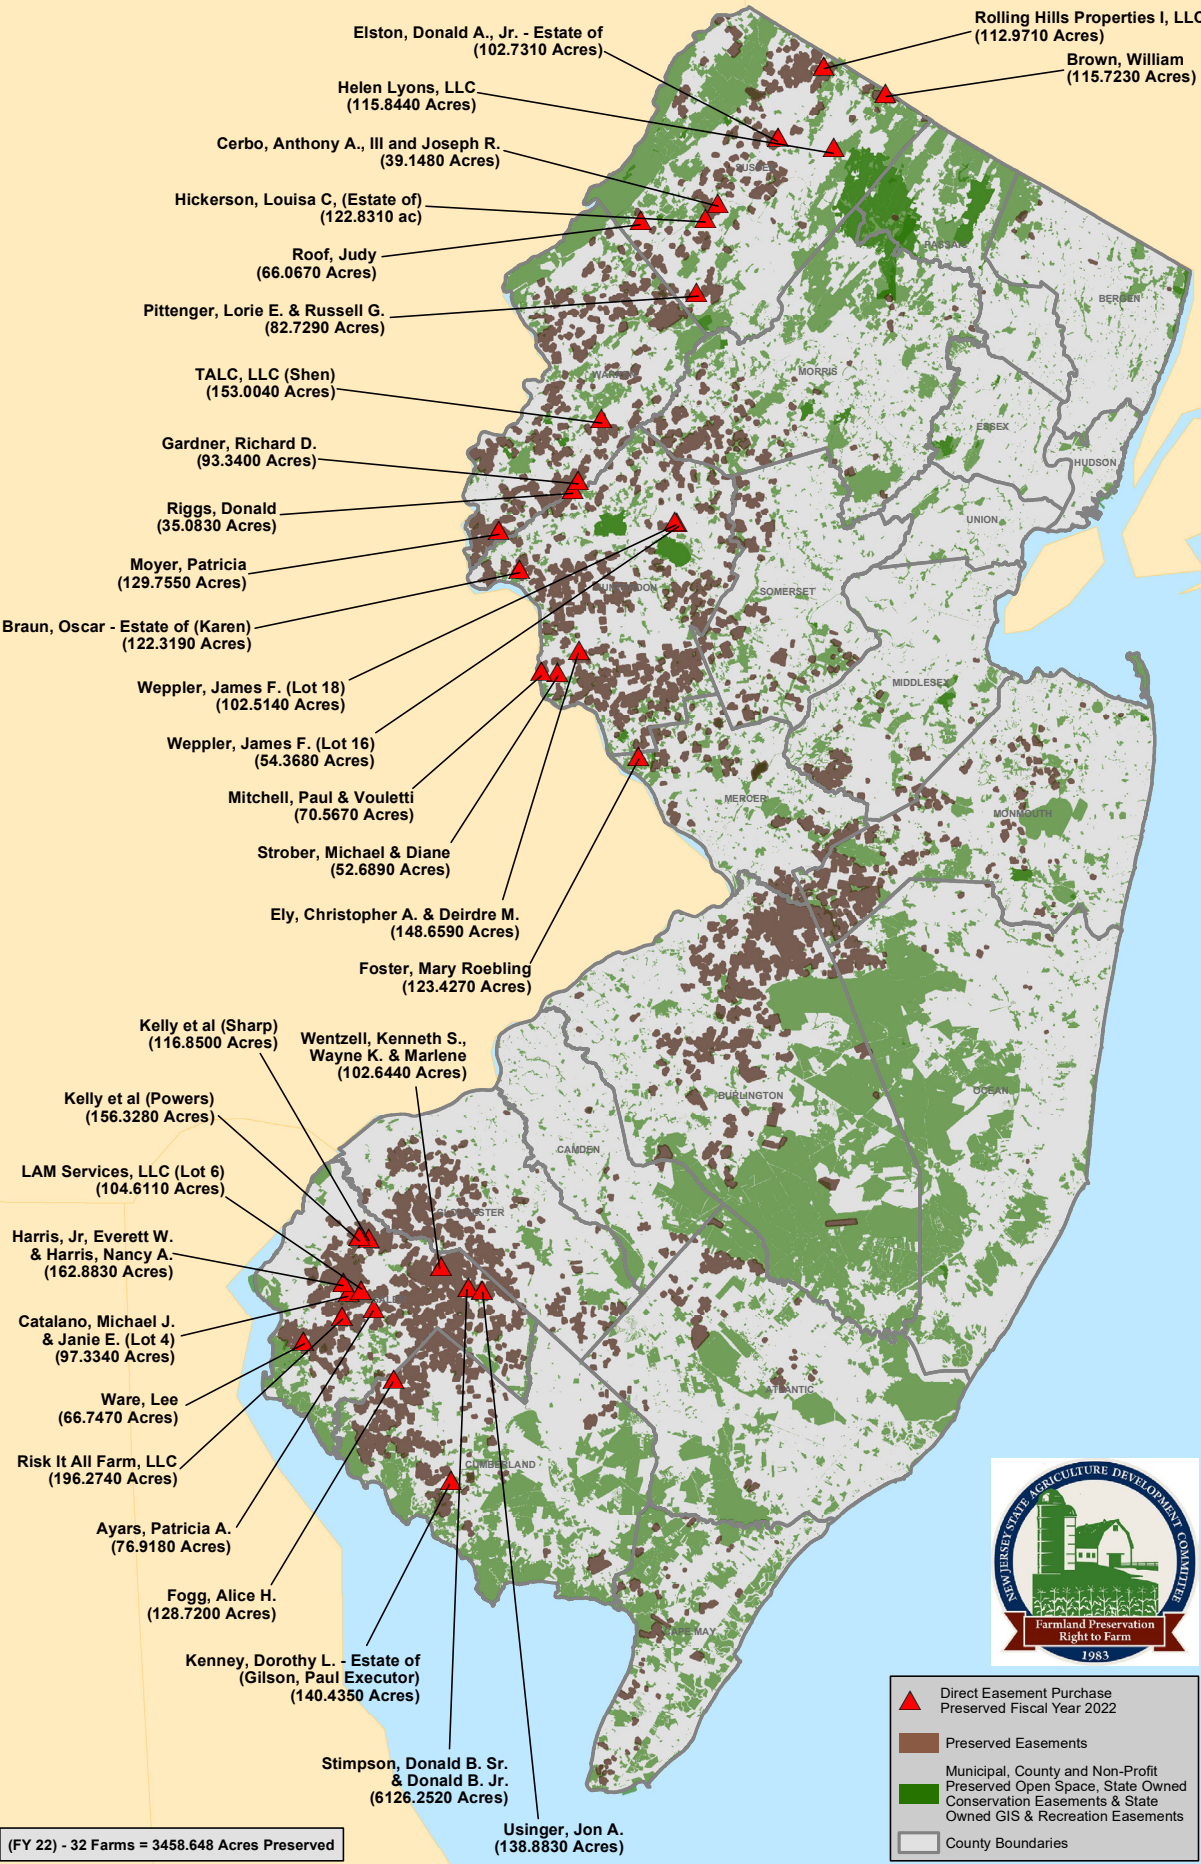 Rolling Hills Properties I, LLC
(112.9710 Acres)
Elston, Donald A., Jr. - Estate of
(102.7310 Acres)
Brown, William
(115.7230 Acres)
Helen Lyons, LLC
(115.8440 Acres)
Cerbo, Anthony A., III and Joseph R.
(39.1480 Acres)
Hickerson, Louisa C, (Estate of)
(122.8310 ac)
Roof, Judy
(66.0670 Acres)
Pittenger, Lorie E. & Russell G.
(82.7290 Acres)
TALC, LLC (Shen)
(153.0040 Acres)
Gardner, Richard D.
(93.3400 Acres)
Riggs, Donald
(35.0830 Acres)
Moyer, Patricia
(129.7550 Acres)
Braun, Oscar - Estate of (Karen)
(122.3190 Acres)
Weppler, James F. (Lot 18)
(102.5140 Acres)
Weppler, James F. (Lot 16)
(54.3680 Acres)
Mitchell, Paul & Vouletti
(70.5670 Acres)
Strober, Michael & Diane
(52.6890 Acres)
Ely, Christopher A. & Deirdre M.
(148.6590 Acres)
Foster, Mary Roebling
(123.4270 Acres)
Kelly et al (Sharp)
(116.8500 Acres)
Wentzell, Kenneth S.,
Wayne K. & Marlene
(102.6440 Acres)
Kelly et al (Powers)
(156.3280 Acres)
LAM Services, LLC (Lot 6)
(104.6110 Acres)
Harris, Jr, Everett W.
& Harris, Nancy A.
(162.8830 Acres)
Catalano, Michael J.
& Janie E. (Lot 4)
(97.3340 Acres)
Ware, Lee
(66.7470 Acres)
Risk It All Farm, LLC
(196.2740 Acres)
Ayars, Patricia A.
(76.9180 Acres)
Fogg, Alice H.
(128.7200 Acres)
Kenney, Dorothy L. - Estate of
(Gilson, Paul Executor)
(140.4350 Acres)
Stimpson, Donald B. Sr.
& Donald B. Jr.
(6126.2520 Acres)
Usinger, Jon A.
(138.8830 Acres)
SUSSEX
PASSAIC
BERGEN
WARREN
MORRIS
ESSEX
HUDSON
UNION
HUNTERDON
SOMERSET
MIDDLESEX
MERCER
MONMOUTH
OCEAN
BURLINGTON
CAMDEN
GLOUCESTER
ATLANTIC
CUMBERLAND
CAPE MAY
NEW JERSEY STATE AGRICULTURE DEVELOPMENT COMMITTEE
Farmland Preservation
Right to Farm
1983
Direct Easement Purchase
Preserved Fiscal Year 2022
Preserved Easements
Municipal, County and Non-Profit
Preserved Open Space, State Owned
Conservation Easements & State
Owned GIS & Recreation Easements
County Boundaries
(FY 22) - 32 Farms = 3458.648 Acres Preserved